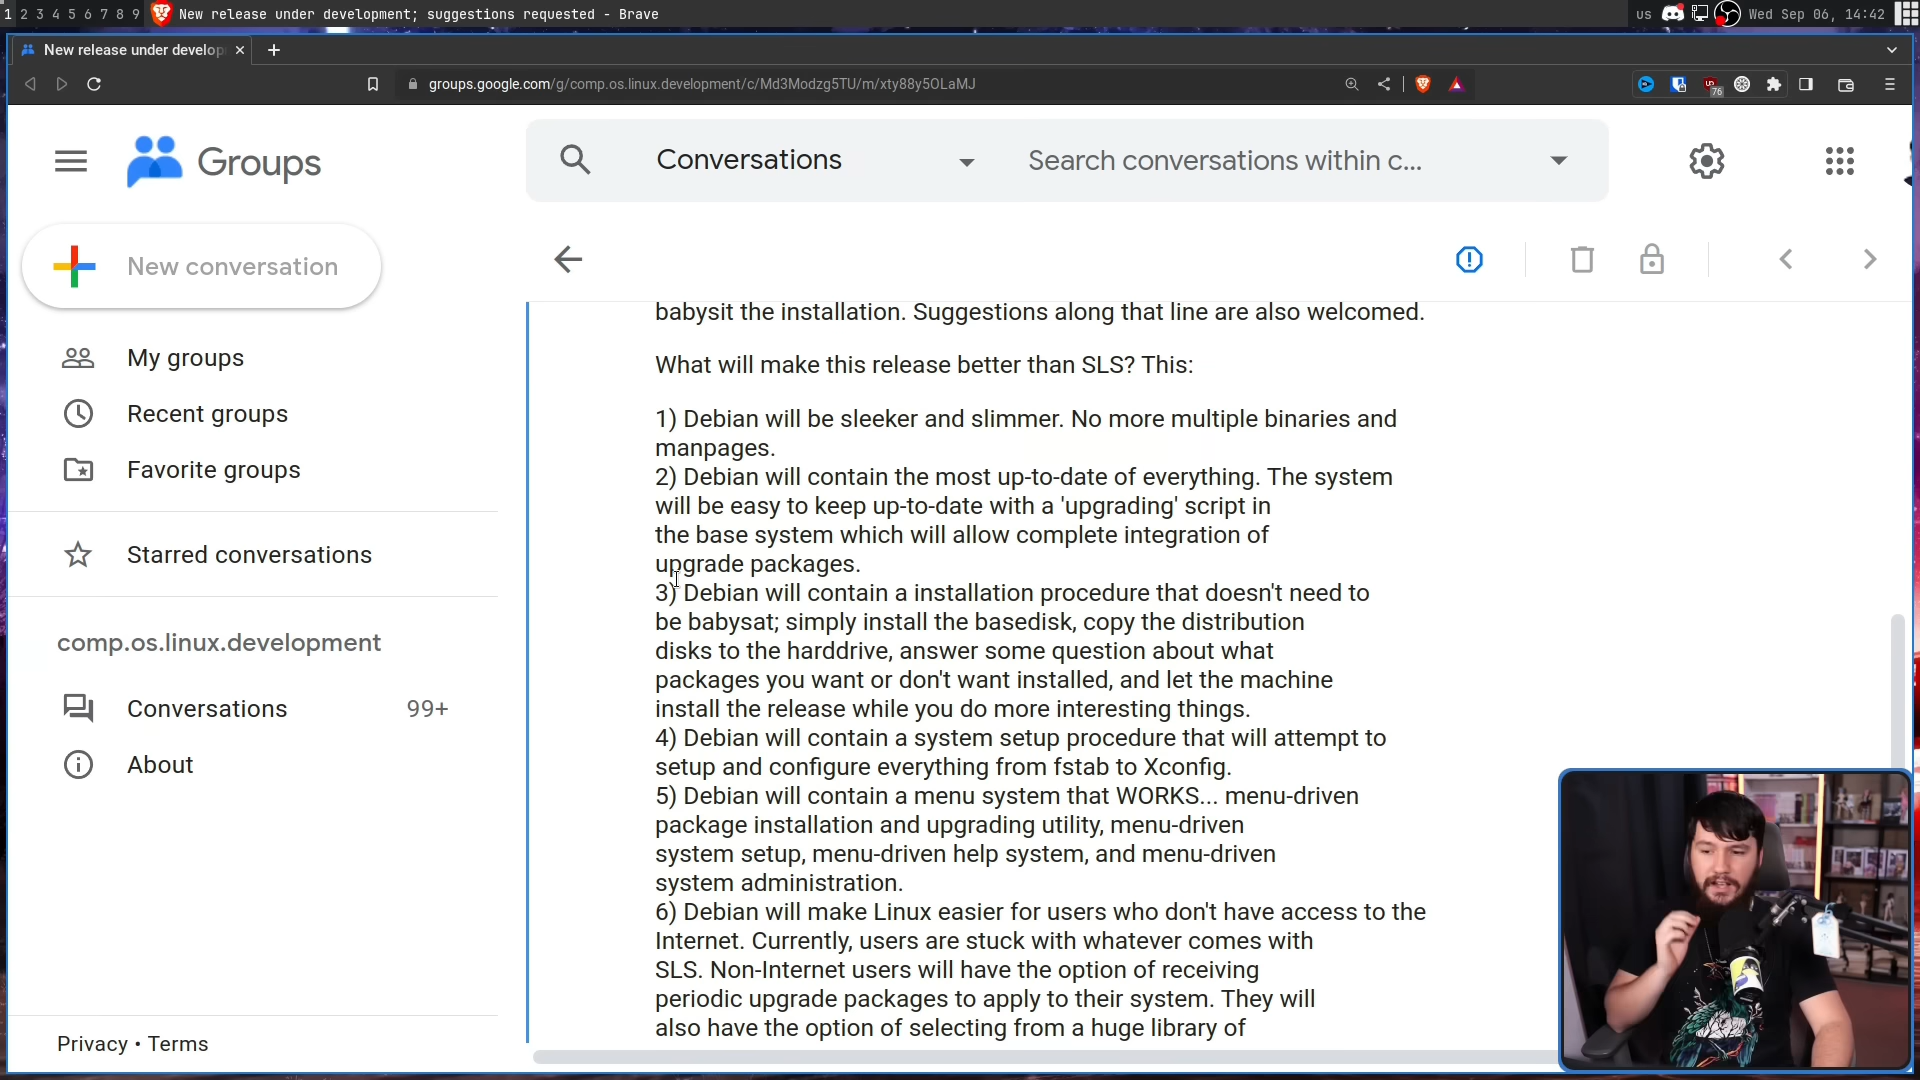 1 2 3 4 5 6 7 8 9 New release under development; suggestions requested - Brave
us Wed Sep 06, 14:42
New release under develop
groups.google.com/g/comp.os.linux.development/c/Md3Modzg5TU/m/xty88y5OLaMJ
76
Groups
Conversations
Search conversations within c...
New conversation
My groups
Recent groups
Favorite groups
Starred conversations
comp.os.linux.development
Conversations 99+
About
Privacy • Terms
babysit the installation. Suggestions along that line are also welcomed.
What will make this release better than SLS? This:
1) Debian will be sleeker and slimmer. No more multiple binaries and
manpages.
2) Debian will contain the most up-to-date of everything. The system
will be easy to keep up-to-date with a 'upgrading' script in
the base system which will allow complete integration of
upgrade packages.
3) Debian will contain a installation procedure that doesn't need to
be babysat; simply install the basedisk, copy the distribution
disks to the harddrive, answer some question about what
packages you want or don't want installed, and let the machine
install the release while you do more interesting things.
4) Debian will contain a system setup procedure that will attempt to
setup and configure everything from fstab to Xconfig.
5) Debian will contain a menu system that WORKS... menu-driven
package installation and upgrading utility, menu-driven
system setup, menu-driven help system, and menu-driven
system administration.
6) Debian will make Linux easier for users who don't have access to the
Internet. Currently, users are stuck with whatever comes with
SLS. Non-Internet users will have the option of receiving
periodic upgrade packages to apply to their system. They will
also have the option of selecting from a huge library of